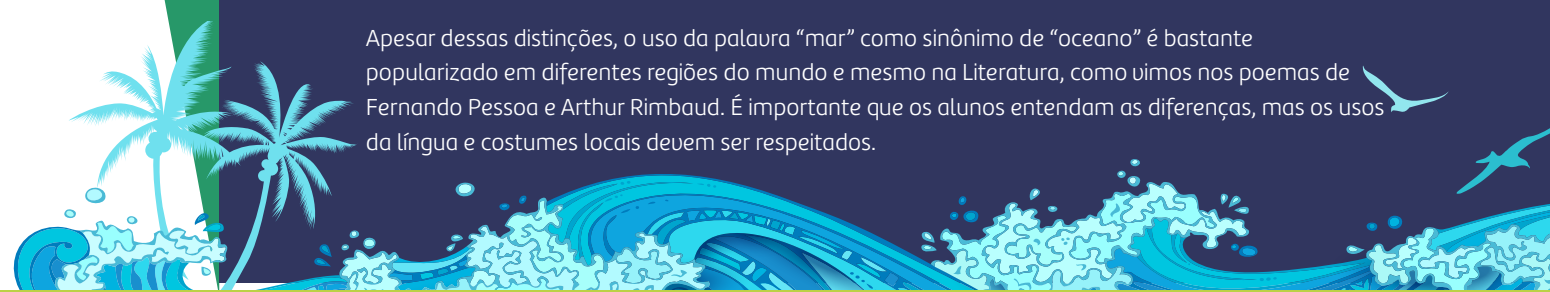 Apesar dessas distinções, o uso da palavra “mar” como sinônimo de “oceano” é bastante
popularizado em diferentes regiões do mundo e mesmo na Literatura, como vimos nos poemas de
Fernando Pessoa e Arthur Rimbaud. É importante que os alunos entendam as diferenças, mas os usos
da língua e costumes locais devem ser respeitados.